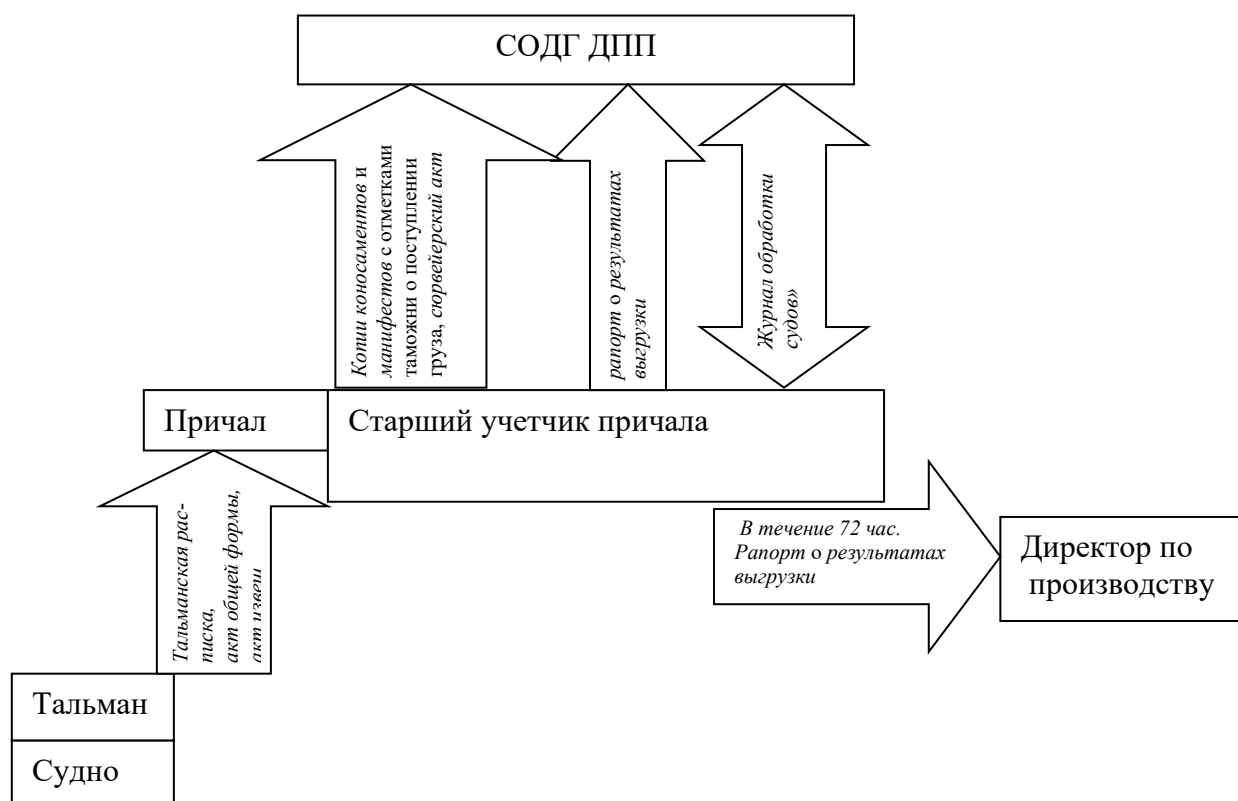 СОДГ ДПП
Копии коносаментов и
манифестов с отметками
таможни о поступлении
груза, сюрвейерский акт
рапорт о результатах
выгрузки
Журнал обработки
судов»
Причал
Старший учетчик причала
Тальманская рас-
писка,
акт общей формы,
акт
В течение 72 час.
Рапорт о результатах
выгрузки
Директор по
производству
Тальман
Судно